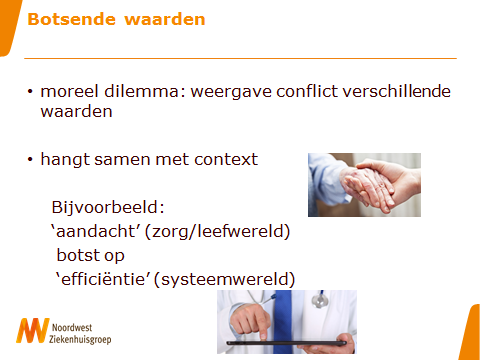 Botsende waarden
• moreel dilemma: weergave conflict verschillende
waarden
• hangt samen met context
Bijvoorbeeld:
‘aandacht’ (zorg/leefwereld)
botst op
‘efficiëntie’ (systeemwereld)
Noordwest
Ziekenhuisgroep